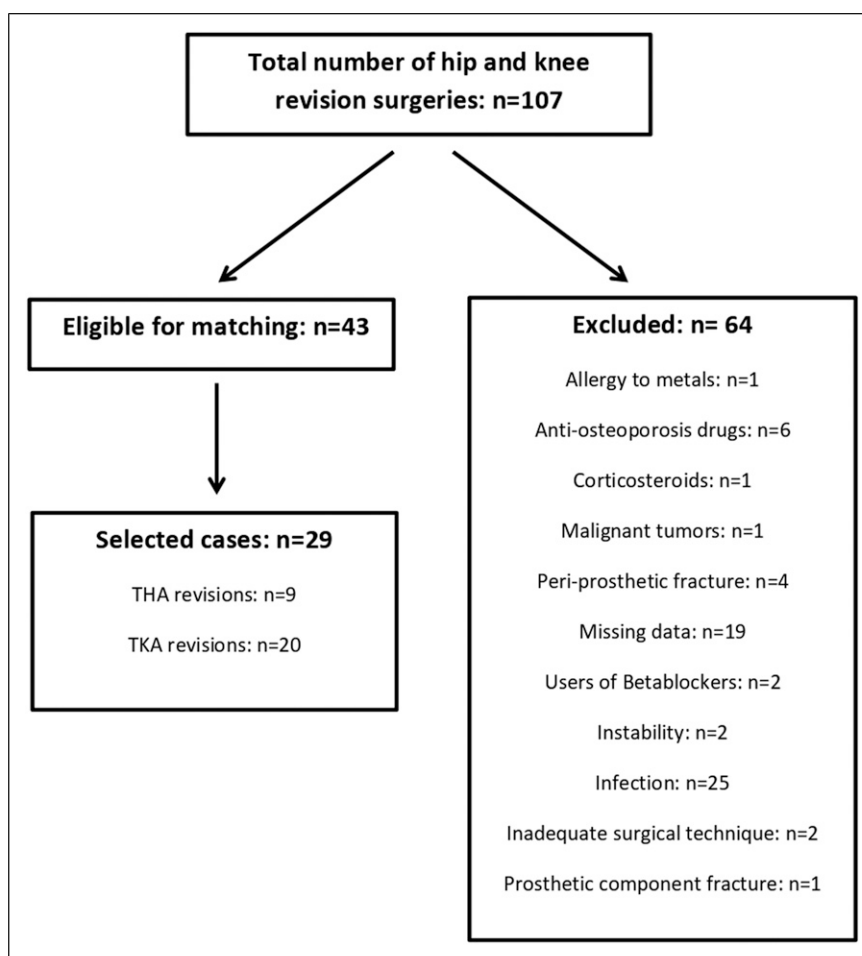 Total number of hip and knee
revision surgeries: n=107
Eligible for matching: n=43
Selected cases: n=29
THA revisions: n=9
TKA revisions: n=20
Excluded: n= 64
Allergy to metals: n=1
Anti-osteoporosis drugs: n=6
Corticosteroids: n=1
Malignant tumors: n=1
Peri-prosthetic fracture: n=4
Missing data: n=19
Users of Betablockers: n=2
Instability: n=2
Infection: n=25
Inadequate surgical technique: n=2
Prosthetic component fracture: n=1